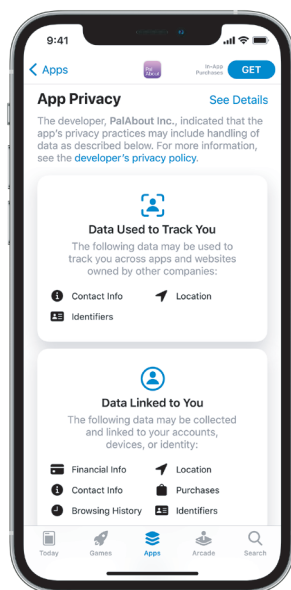 9:41
Apps
Pal
About
In-App
Purchases
GET
App Privacy
See Details
The developer, PalAbout Inc., indicated that the
app's privacy practices may include handling of
data as described below. For more information,
see the developer's privacy policy.
Data Used to Track You
The following data may be used to
track you across apps and websites
owned by other companies:
Contact Info
Location
Identifiers
Data Linked to You
The following data may be collected
and linked to your accounts,
devices, or identity:
Financial Info
Location
Contact Info
Purchases
Browsing History
Identifiers
Today
Games
Apps
Arcade
Search